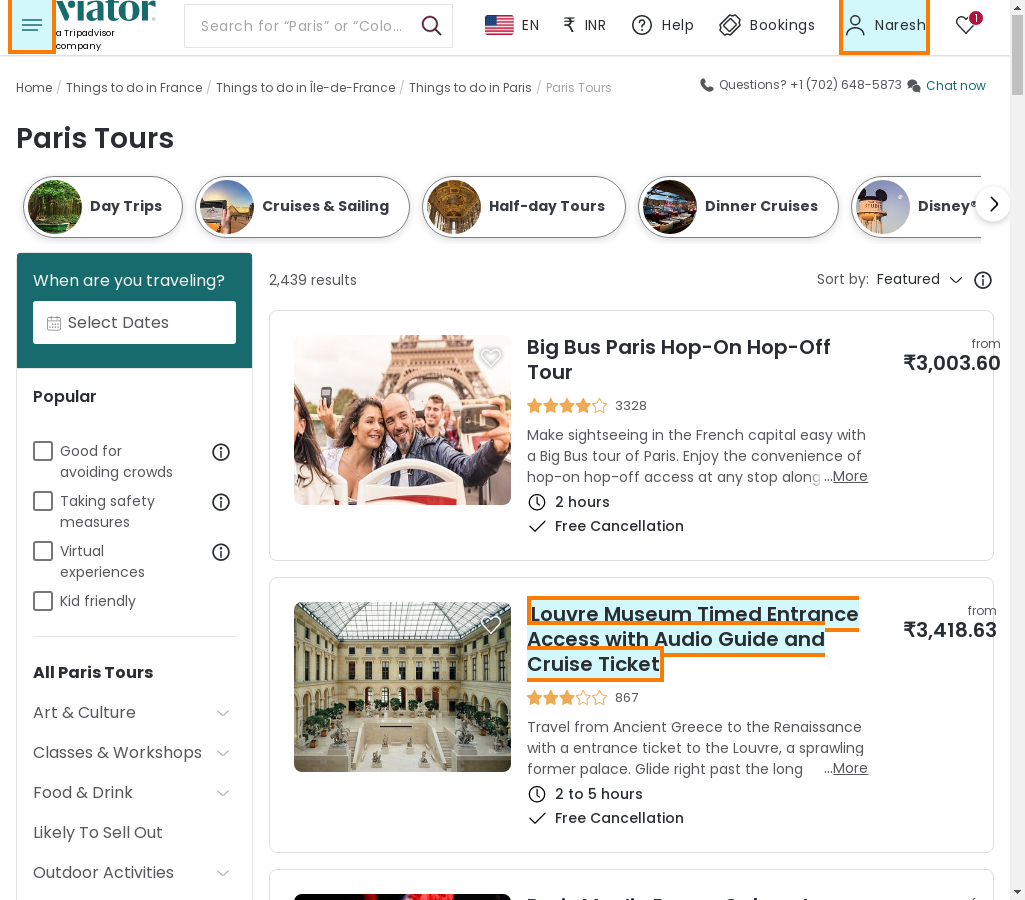 viator
a Tripadvisor
company
Search for “Paris” or “Colo...
EN
₹ INR
Help
Bookings
Naresh
1
Home / Things to do in France / Things to do in Île-de-France / Things to do in Paris / Paris Tours
Questions? +1 (702) 648-5873
Chat now
Paris Tours
Day Trips
Cruises & Sailing
Half-day Tours
Dinner Cruises
Disney®
When are you traveling?
Select Dates
2,439 results
Sort by: Featured
Popular
Good for
avoiding crowds
Taking safety
measures
Virtual
experiences
Kid friendly
All Paris Tours
Art & Culture
Classes & Workshops
Food & Drink
Likely To Sell Out
Outdoor Activities
Big Bus Paris Hop-On Hop-Off
Tour
from
₹3,003.60
3328
Make sightseeing in the French capital easy with
a Big Bus tour of Paris. Enjoy the convenience of
hop-on hop-off access at any stop along ...More
2 hours
Free Cancellation
Louvre Museum Timed Entrance
Access with Audio Guide and
Cruise Ticket
from
₹3,418.63
867
Travel from Ancient Greece to the Renaissance
with a entrance ticket to the Louvre, a sprawling
former palace. Glide right past the long ...More
2 to 5 hours
Free Cancellation